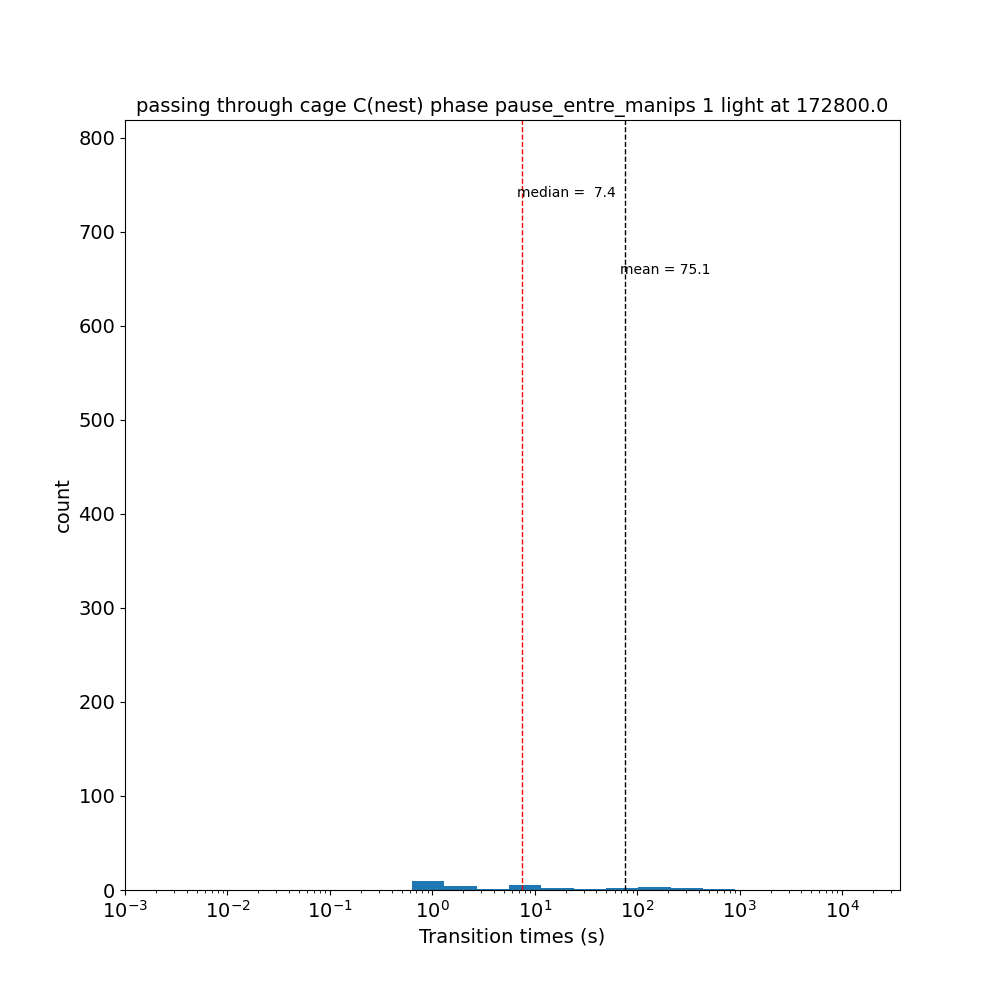 passing through cage C(nest) phase pause_entre_manips 1 light at 172800.0
800
median =  7.4
700
mean = 75.1
600
500
count
400
300
200
100
0
10⁻³ 10⁻² 10⁻¹ 10⁰ 10¹ 10² 10³ 10⁴
Transition times (s)